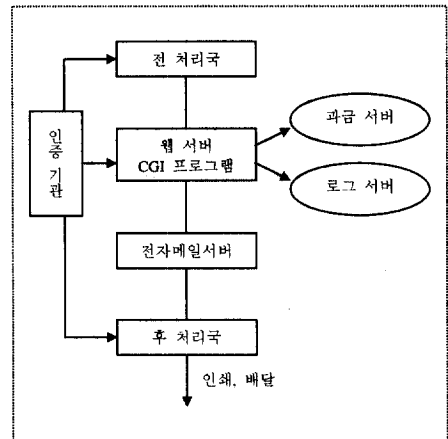 전 처리국
인증 기관
웹 서버
CGI 프로그램
과금 서버
로그 서버
전자메일서버
후 처리국
인쇄, 배달